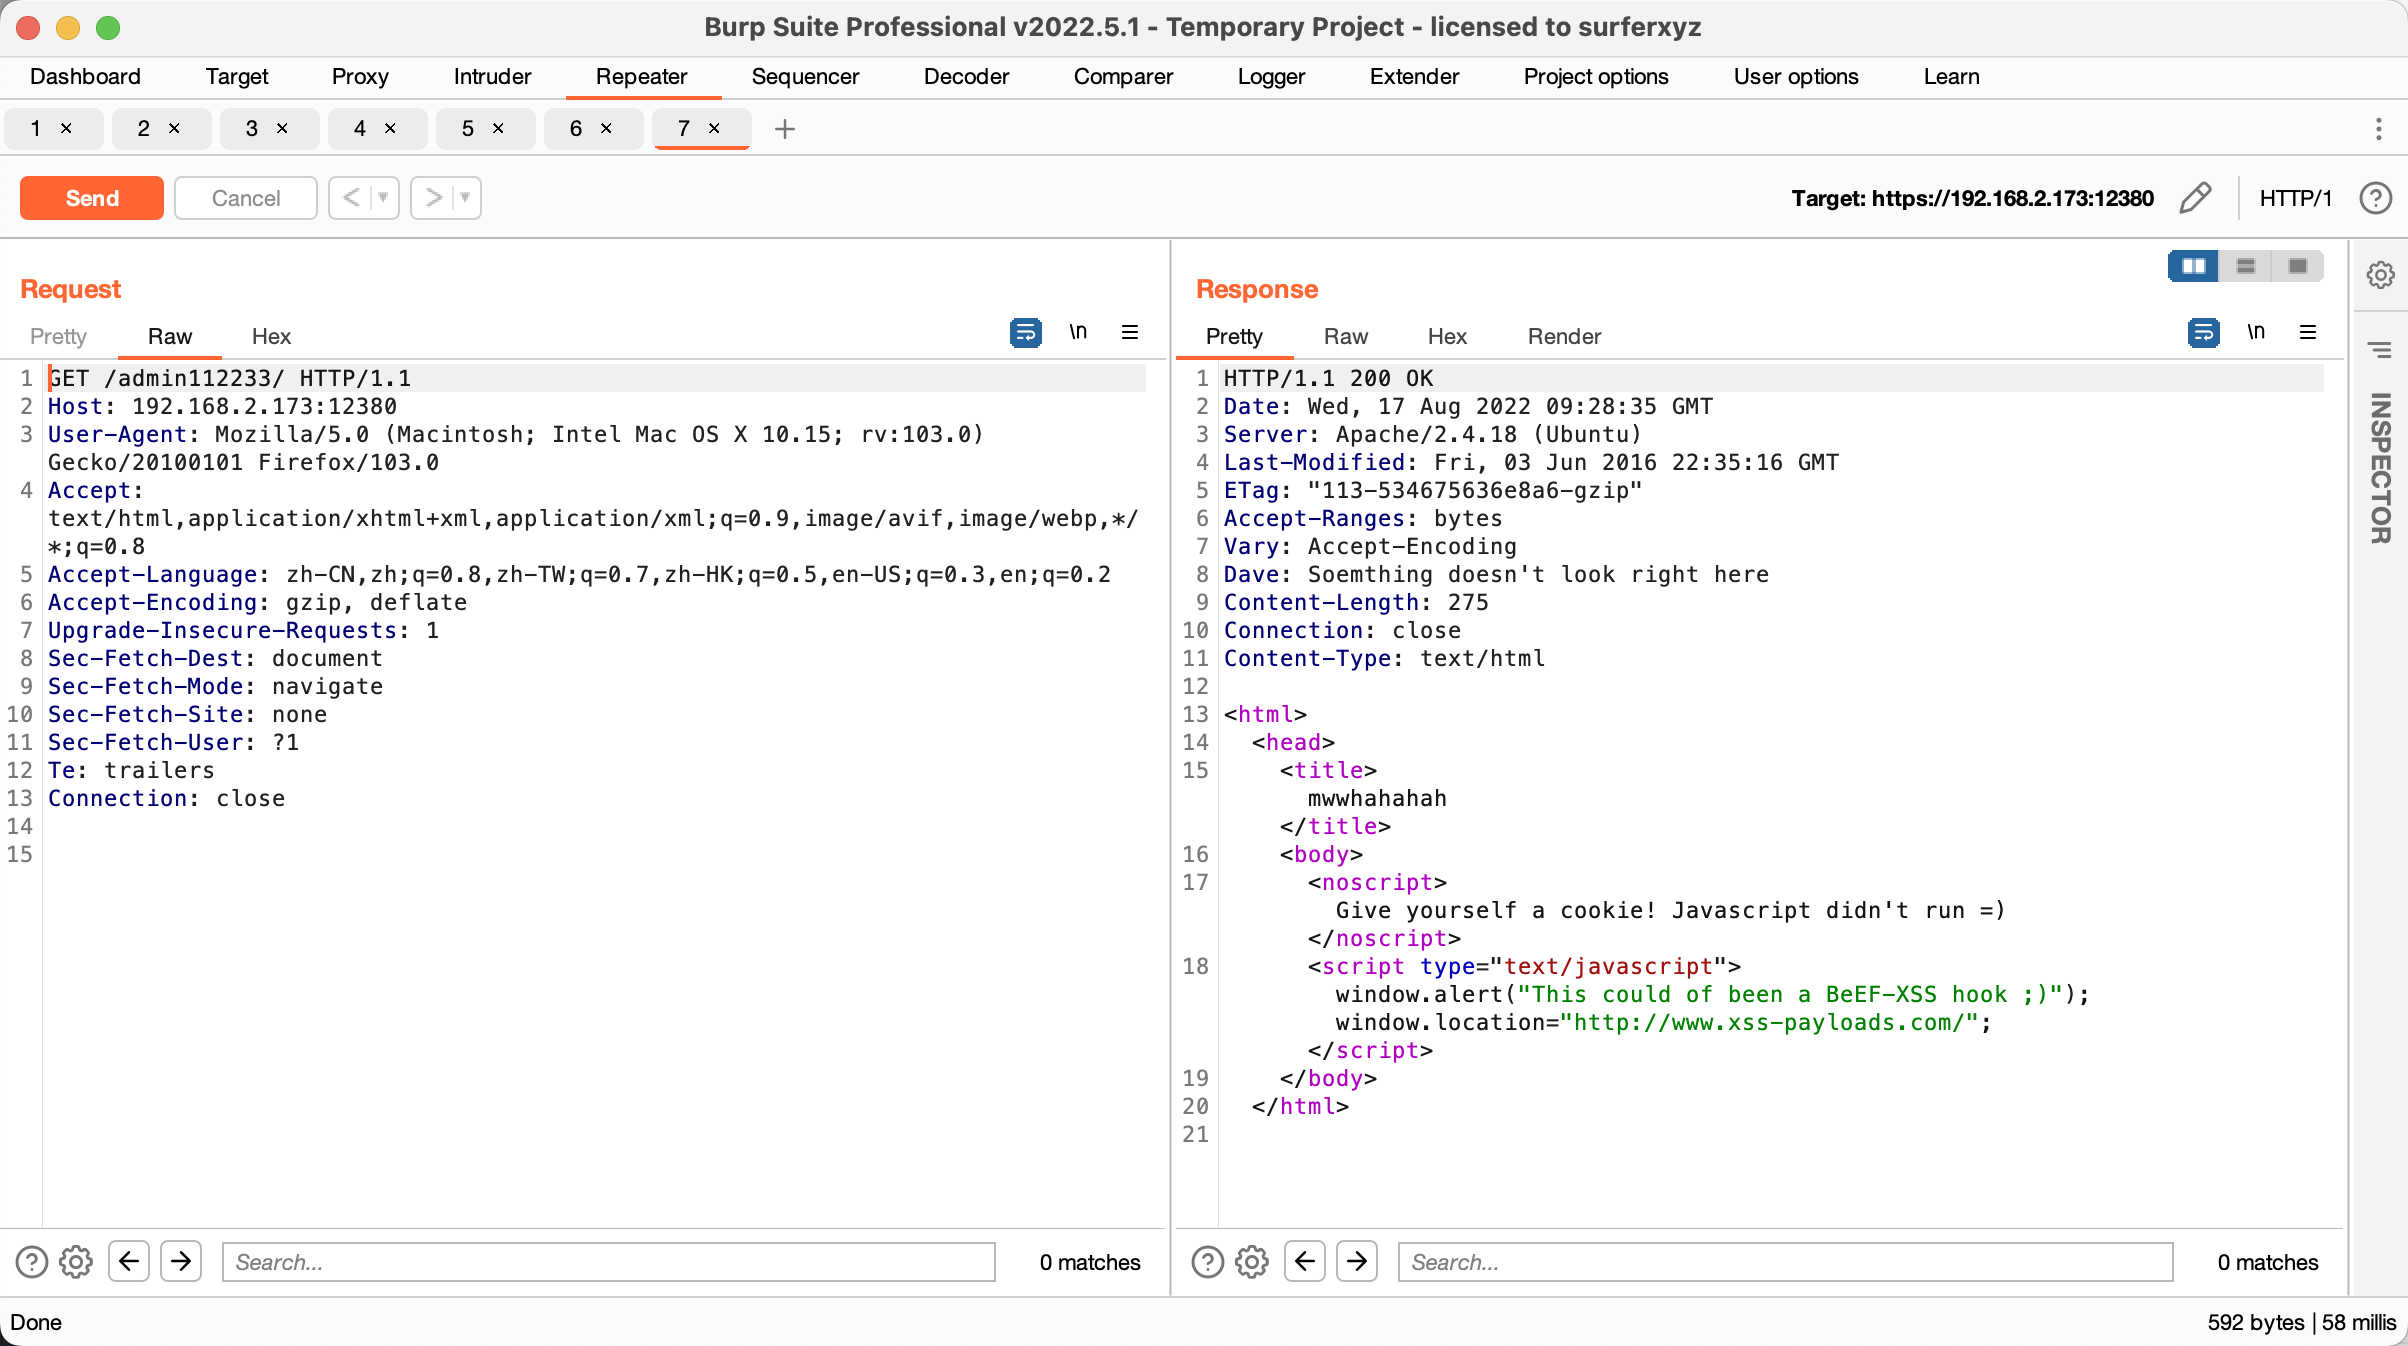 Burp Suite Professional v2022.5.1 - Temporary Project - licensed to surferxyz
Dashboard Target Proxy Intruder Repeater Sequencer Decoder Comparer Logger Extender Project options User options Learn
1 × 2 × 3 × 4 × 5 × 6 × 7 × +
Send Cancel < > Target: https://192.168.2.173:12380 HTTP/1 ?
Request
Pretty Raw Hex \n
1 GET /admin112233/ HTTP/1.1
2 Host: 192.168.2.173:12380
3 User-Agent: Mozilla/5.0 (Macintosh; Intel Mac OS X 10.15; rv:103.0)
Gecko/20100101 Firefox/103.0
4 Accept:
text/html,application/xhtml+xml,application/xml;q=0.9,image/avif,image/webp,*/
*;q=0.8
5 Accept-Language: zh-CN,zh;q=0.8,zh-TW;q=0.7,zh-HK;q=0.5,en-US;q=0.3,en;q=0.2
6 Accept-Encoding: gzip, deflate
7 Upgrade-Insecure-Requests: 1
8 Sec-Fetch-Dest: document
9 Sec-Fetch-Mode: navigate
10 Sec-Fetch-Site: none
11 Sec-Fetch-User: ?1
12 Te: trailers
13 Connection: close
14
15
? Search... 0 matches
Response
Pretty Raw Hex Render \n
1 HTTP/1.1 200 OK
2 Date: Wed, 17 Aug 2022 09:28:35 GMT
3 Server: Apache/2.4.18 (Ubuntu)
4 Last-Modified: Fri, 03 Jun 2016 22:35:16 GMT
5 ETag: "113-534675636e8a6-gzip"
6 Accept-Ranges: bytes
7 Vary: Accept-Encoding
8 Dave: Soemthing doesn't look right here
9 Content-Length: 275
10 Connection: close
11 Content-Type: text/html
12
13 <html>
14 <head>
15 <title>
mwwhahahah
</title>
16 <body>
17 <noscript>
Give yourself a cookie! Javascript didn't run =)
</noscript>
18 <script type="text/javascript">
window.alert("This could of been a BeEF-XSS hook ;)");
window.location="http://www.xss-payloads.com/";
</script>
19 </body>
20 </html>
21
? Search... 0 matches
INSPECTOR
Done
592 bytes | 58 millis